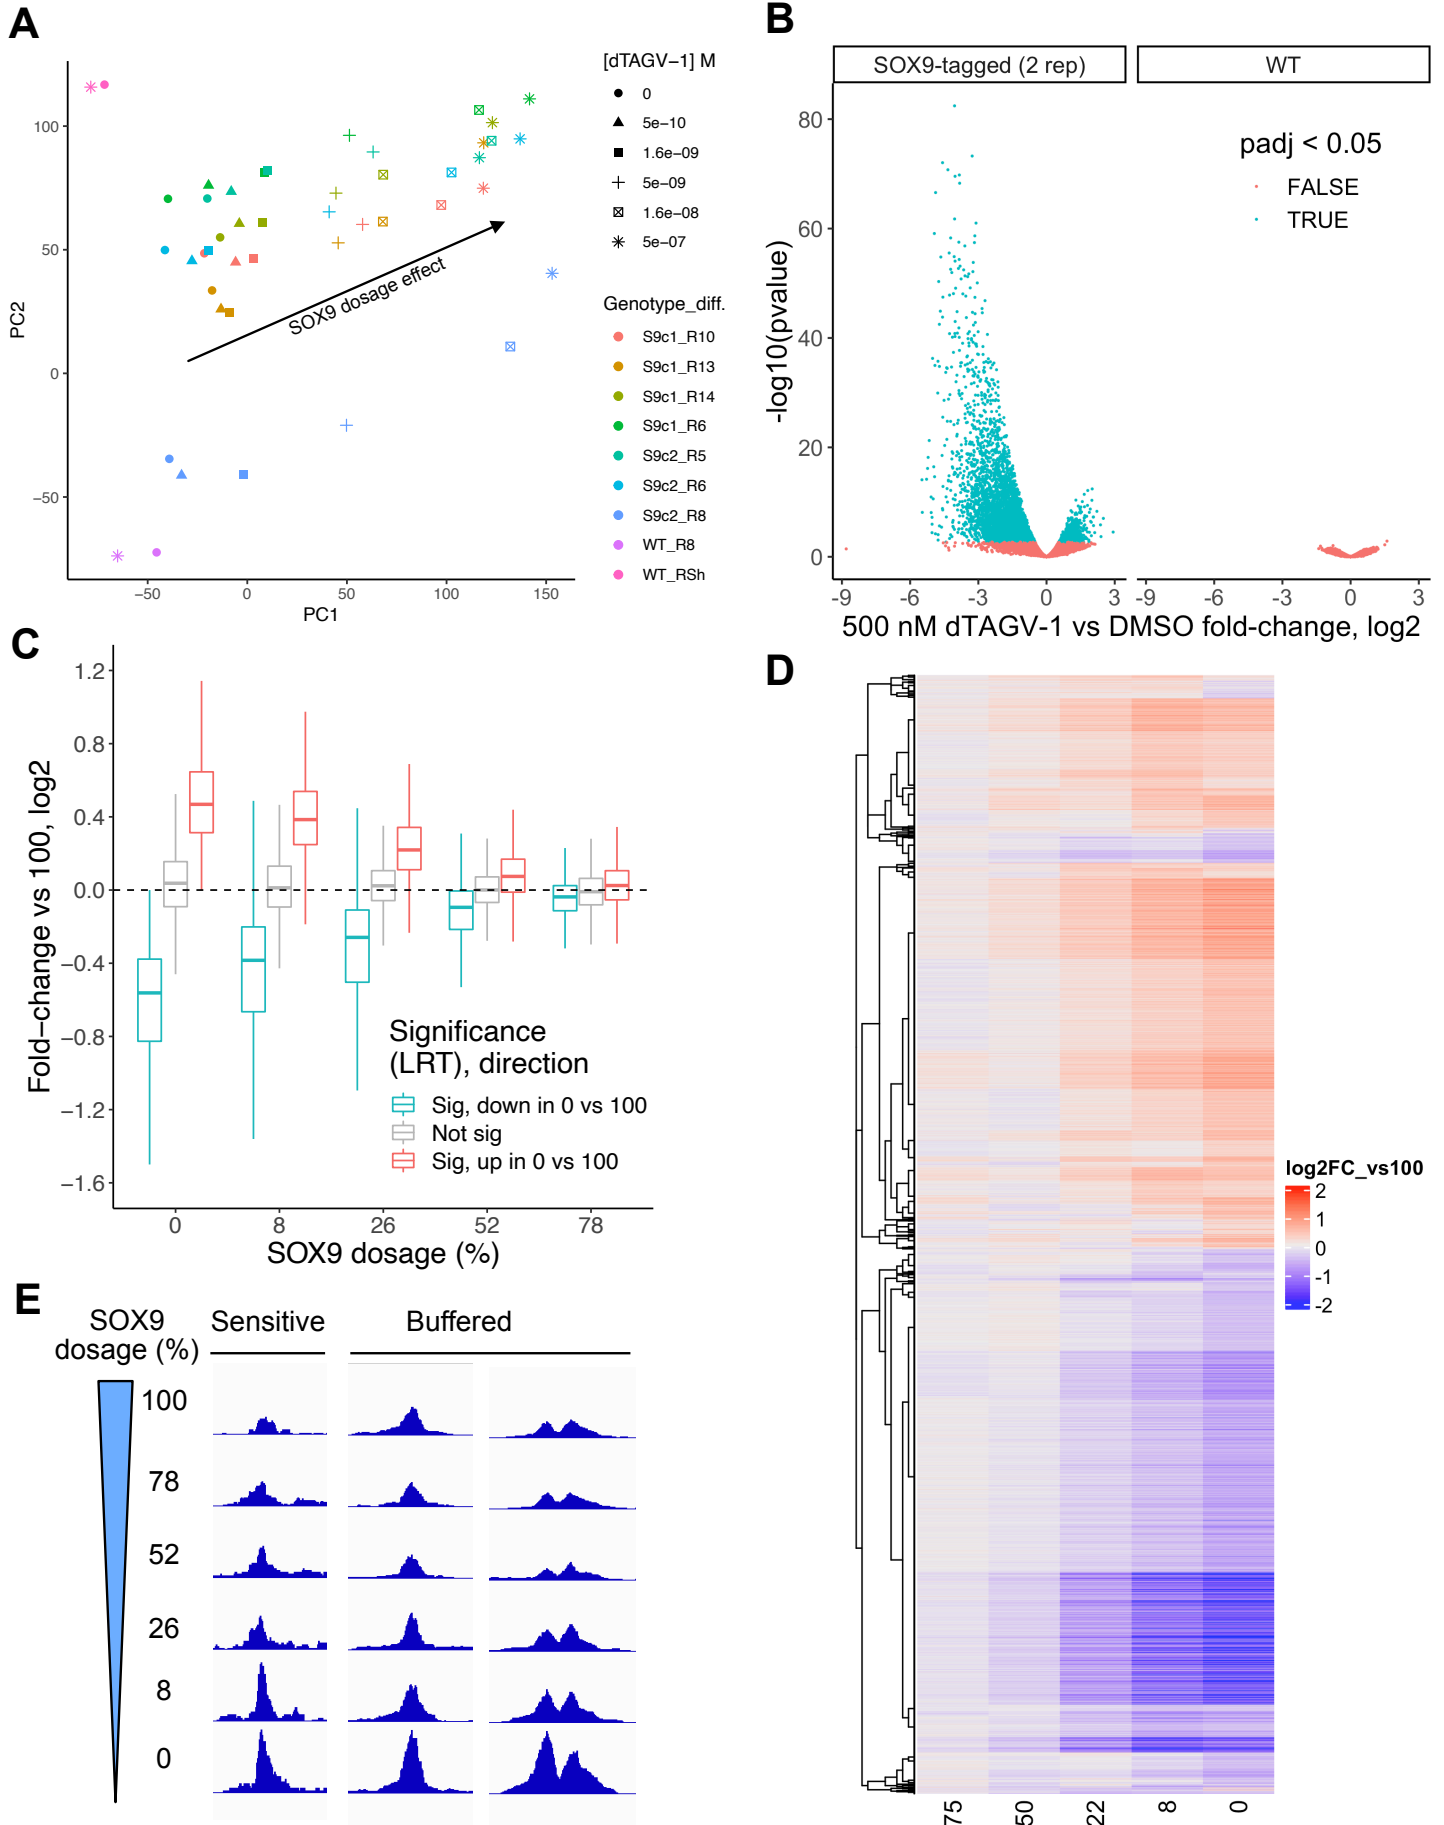 A
100
50
0
−50
PC2
−50
0
50
100
150
PC1
SOX9 dosage effect
[dTAGV−1] M
0
5e−10
1.6e−09
5e−09
1.6e−08
5e−07
Genotype_diff.
S9c1_R10
S9c1_R13
S9c1_R14
S9c1_R6
S9c2_R5
S9c2_R6
S9c2_R8
WT_R8
WT_RSh
B
SOX9-tagged (2 rep)
WT
80
60
40
20
0
-log10(pvalue)
padj < 0.05
FALSE
TRUE
-9 -6 -3 0 3
-9 -6 -3 0 3
500 nM dTAGV-1 vs DMSO fold-change, log2
C
1.2
0.8
0.4
0.0
−0.4
−0.8
−1.2
−1.6
Fold−change vs 100, log2
Significance
(LRT), direction
Sig, down in 0 vs 100
Not sig
Sig, up in 0 vs 100
0 8 26 52 78
SOX9 dosage (%)
D
log2FC_vs100
2
1
0
-1
-2
75
50
22
8
0
E
SOX9
dosage (%)
Sensitive
Buffered
100
78
52
26
8
0